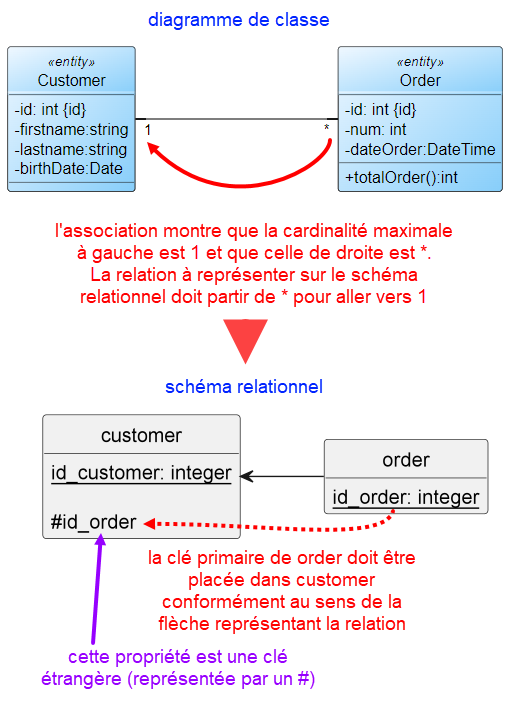 diagramme de classe
«entity»
Customer
-id: int {id}
-firstname:string
-lastname:string
-birthDate:Date
1
*
«entity»
Order
-id: int {id}
-num: int
-dateOrder:DateTime
+totalOrder():int
l'association montre que la cardinalité maximale
à gauche est 1 et que celle de droite est *.
La relation à représenter sur le schéma
relationnel doit partir de * pour aller vers 1
schéma relationnel
customer
id_customer: integer
#id_order
order
id_order: integer
la clé primaire de order doit être
placée dans customer
conformément au sens de la
flèche représentant la relation
cette propriété est une clé
étrangère (représentée par un #)